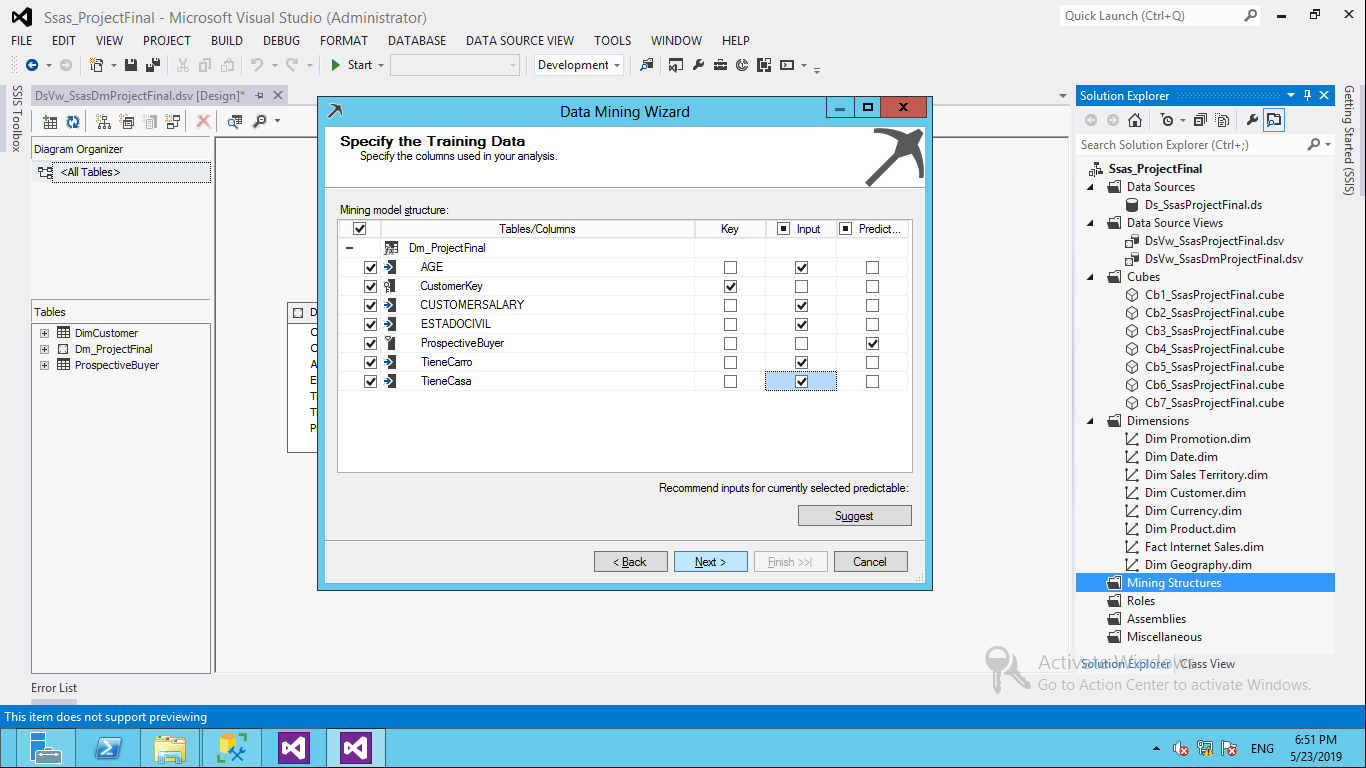 Ssas_ProjectFinal - Microsoft Visual Studio (Administrator)
Quick Launch (Ctrl+Q)
FILE EDIT VIEW PROJECT BUILD DEBUG FORMAT DATABASE DATA SOURCE VIEW TOOLS WINDOW HELP
Start Development
SSIS Toolbox
DsVw_SsasDmProjectFinal.dsv [Design]*
Diagram Organizer
<All Tables>
Tables
DimCustomer
Dm_ProjectFinal
ProspectiveBuyer
Data Mining Wizard
Specify the Training Data
Specify the columns used in your analysis.
Mining model structure:
Tables/Columns Key Input Predict...
Dm_ProjectFinal
AGE
CustomerKey
CUSTOMERSALARY
ESTADOCIVIL
ProspectiveBuyer
TieneCarro
TieneCasa
Recommend inputs for currently selected predictable:
Suggest
< Back Next > Finish >>| Cancel
Solution Explorer
Search Solution Explorer (Ctrl+;)
Ssas_ProjectFinal
Data Sources
Ds_SsasProjectFinal.ds
Data Source Views
DsVw_SsasProjectFinal.dsv
DsVw_SsasDmProjectFinal.dsv
Cubes
Cb1_SsasProjectFinal.cube
Cb2_SsasProjectFinal.cube
Cb3_SsasProjectFinal.cube
Cb4_SsasProjectFinal.cube
Cb5_SsasProjectFinal.cube
Cb6_SsasProjectFinal.cube
Cb7_SsasProjectFinal.cube
Dimensions
Dim Promotion.dim
Dim Date.dim
Dim Sales Territory.dim
Dim Customer.dim
Dim Currency.dim
Dim Product.dim
Fact Internet Sales.dim
Dim Geography.dim
Mining Structures
Roles
Assemblies
Miscellaneous
Solution Explorer Class View
Getting Started (SSIS)
Activate Windows
Go to Action Center to activate Windows.
Error List
This item does not support previewing
ENG
6:51 PM
5/23/2019